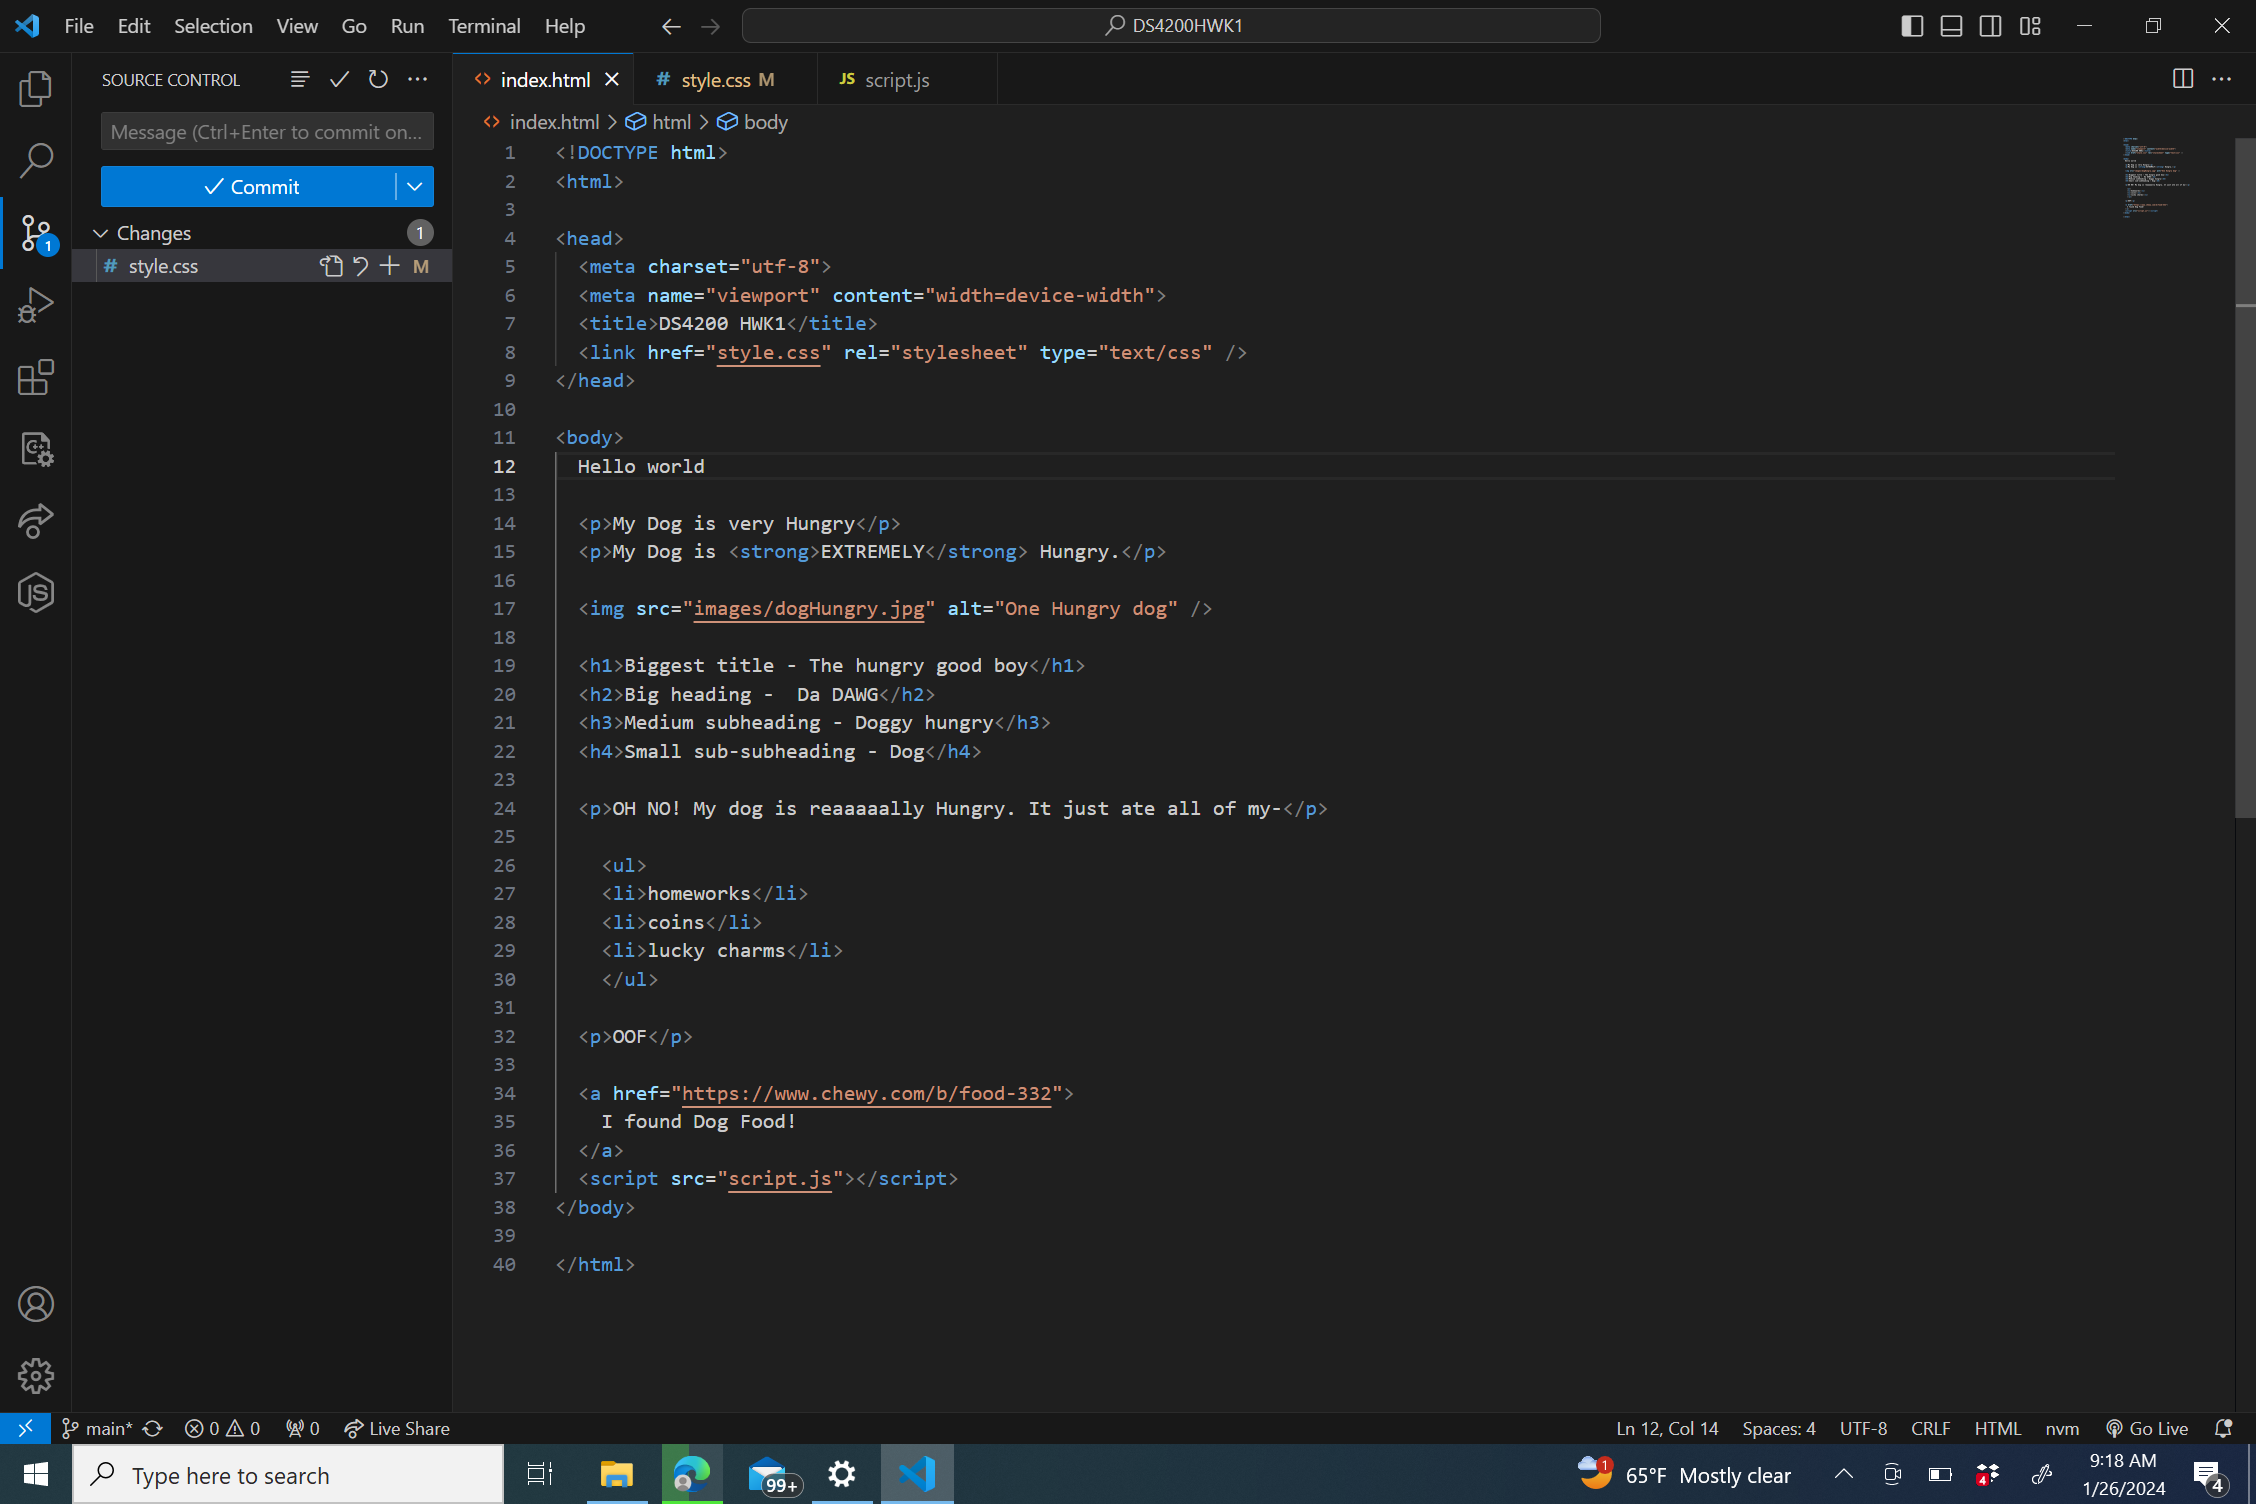 File Edit Selection View Go Run Terminal Help
DS4200HWK1
SOURCE CONTROL
index.html
style.css M
JS script.js
Message (Ctrl+Enter to commit on...
Commit
Changes 1
# style.css M
1
index.html > html > body
1 <!DOCTYPE html>
2 <html>
3
4 <head>
5 <meta charset="utf-8">
6 <meta name="viewport" content="width=device-width">
7 <title>DS4200 HWK1</title>
8 <link href="style.css" rel="stylesheet" type="text/css" />
9 </head>
10
11 <body>
12 Hello world
13
14 <p>My Dog is very Hungry</p>
15 <p>My Dog is <strong>EXTREMELY</strong> Hungry.</p>
16
17 <img src="images/dogHungry.jpg" alt="One Hungry dog" />
18
19 <h1>Biggest title - The hungry good boy</h1>
20 <h2>Big heading -  Da DAWG</h2>
21 <h3>Medium subheading - Doggy hungry</h3>
22 <h4>Small sub-subheading - Dog</h4>
23
24 <p>OH NO! My dog is reaaaaally Hungry. It just ate all of my-</p>
25
26 <ul>
27 <li>homeworks</li>
28 <li>coins</li>
29 <li>lucky charms</li>
30 </ul>
31
32 <p>OOF</p>
33
34 <a href="https://www.chewy.com/b/food-332">
35 I found Dog Food!
36 </a>
37 <script src="script.js"></script>
38 </body>
39
40 </html>
main* 0 0 0 Live Share
Ln 12, Col 14 Spaces: 4 UTF-8 CRLF HTML nvm Go Live
Type here to search
99+
1
65°F Mostly clear
4
9:18 AM
1/26/2024
4